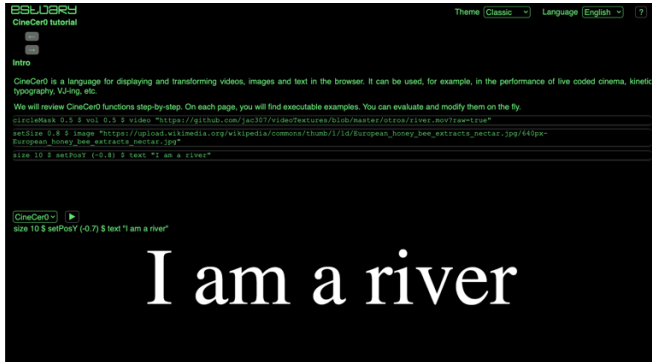 ESTUARY
Theme Classic Language English ?
CineCer0 tutorial
←
→
Intro
CineCer0 is a language for displaying and transforming videos, images and text in the browser. It can be used, for example, in the performance of live coded cinema, kinetic
typography, VJ-ing, etc.
We will review CineCer0 functions step-by-step. On each page, you will find executable examples. You can evaluate and modify them on the fly.
circleMask 0.5 $ vol 0.5 $ video "https://github.com/jac307/videoTextures/blob/master/otros/river.mov?raw=true"
setSize 0.8 $ image "https://upload.wikimedia.org/wikipedia/commons/thumb/1/1d/European_honey_bee_extracts_nectar.jpg/640px-
European_honey_bee_extracts_nectar.jpg"
size 10 $ setPosY (-0.8) $ text "I am a river"
CineCer0
size 10 $ setPosY (-0.7) $ text "I am a river"
I am a river